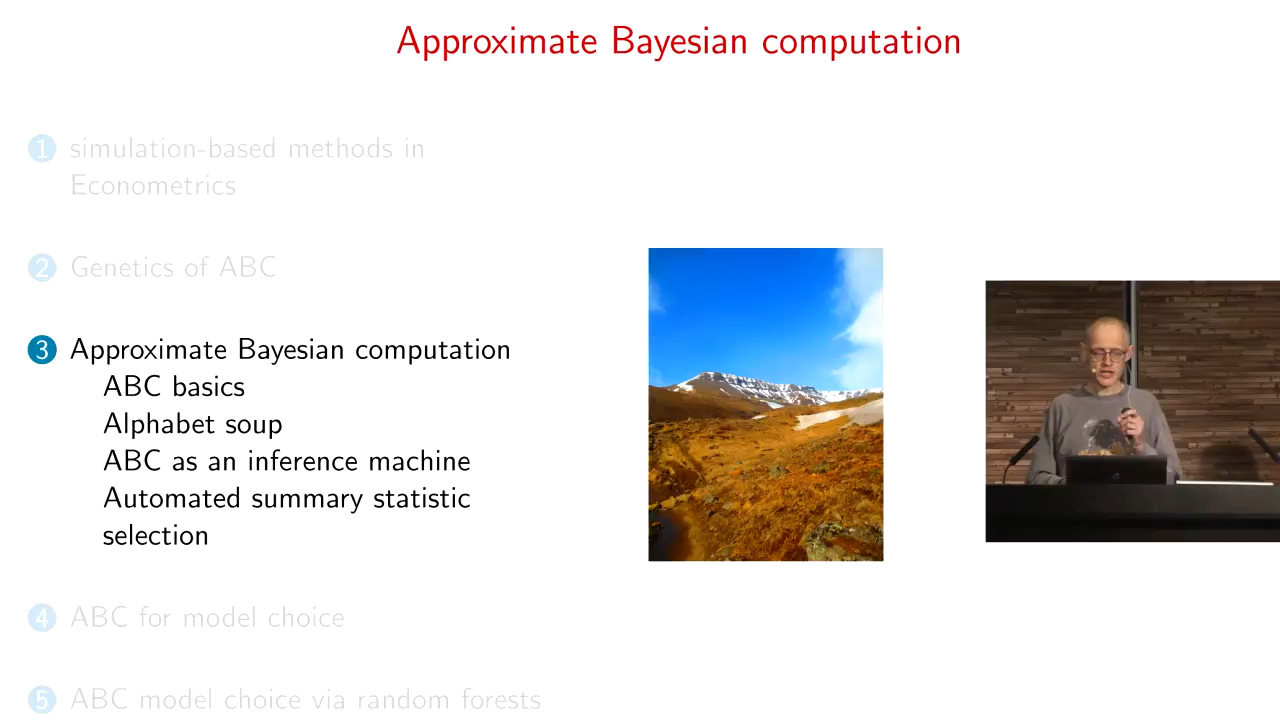 Approximate Bayesian computation
1 simulation-based methods in
Econometrics
2 Genetics of ABC
3 Approximate Bayesian computation
ABC basics
Alphabet soup
ABC as an inference machine
Automated summary statistic
selection
4 ABC for model choice
5 ABC model choice via random forests